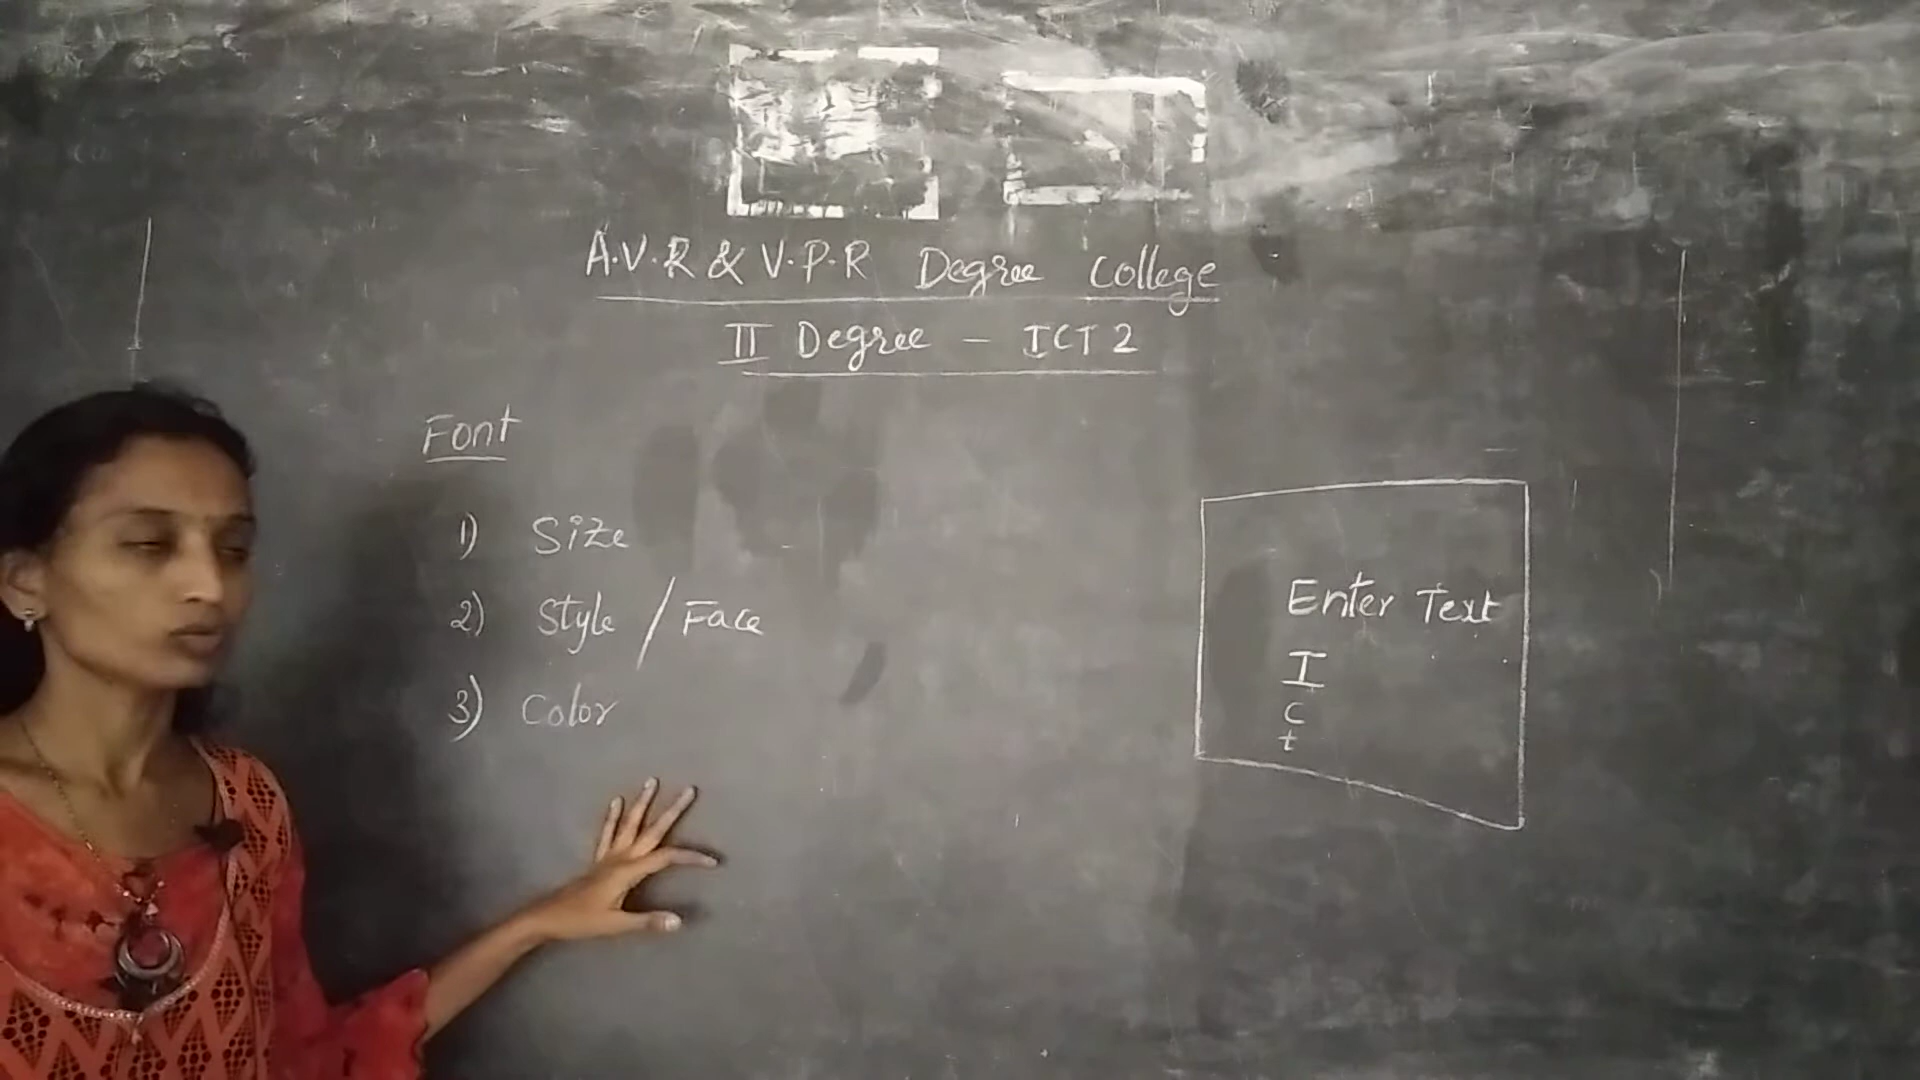 A.V.R & V.P.R Degree College
II Degree - ICT 2
Font
1) Size
2) Style / Face
3) Color
Enter Text
I
C
t